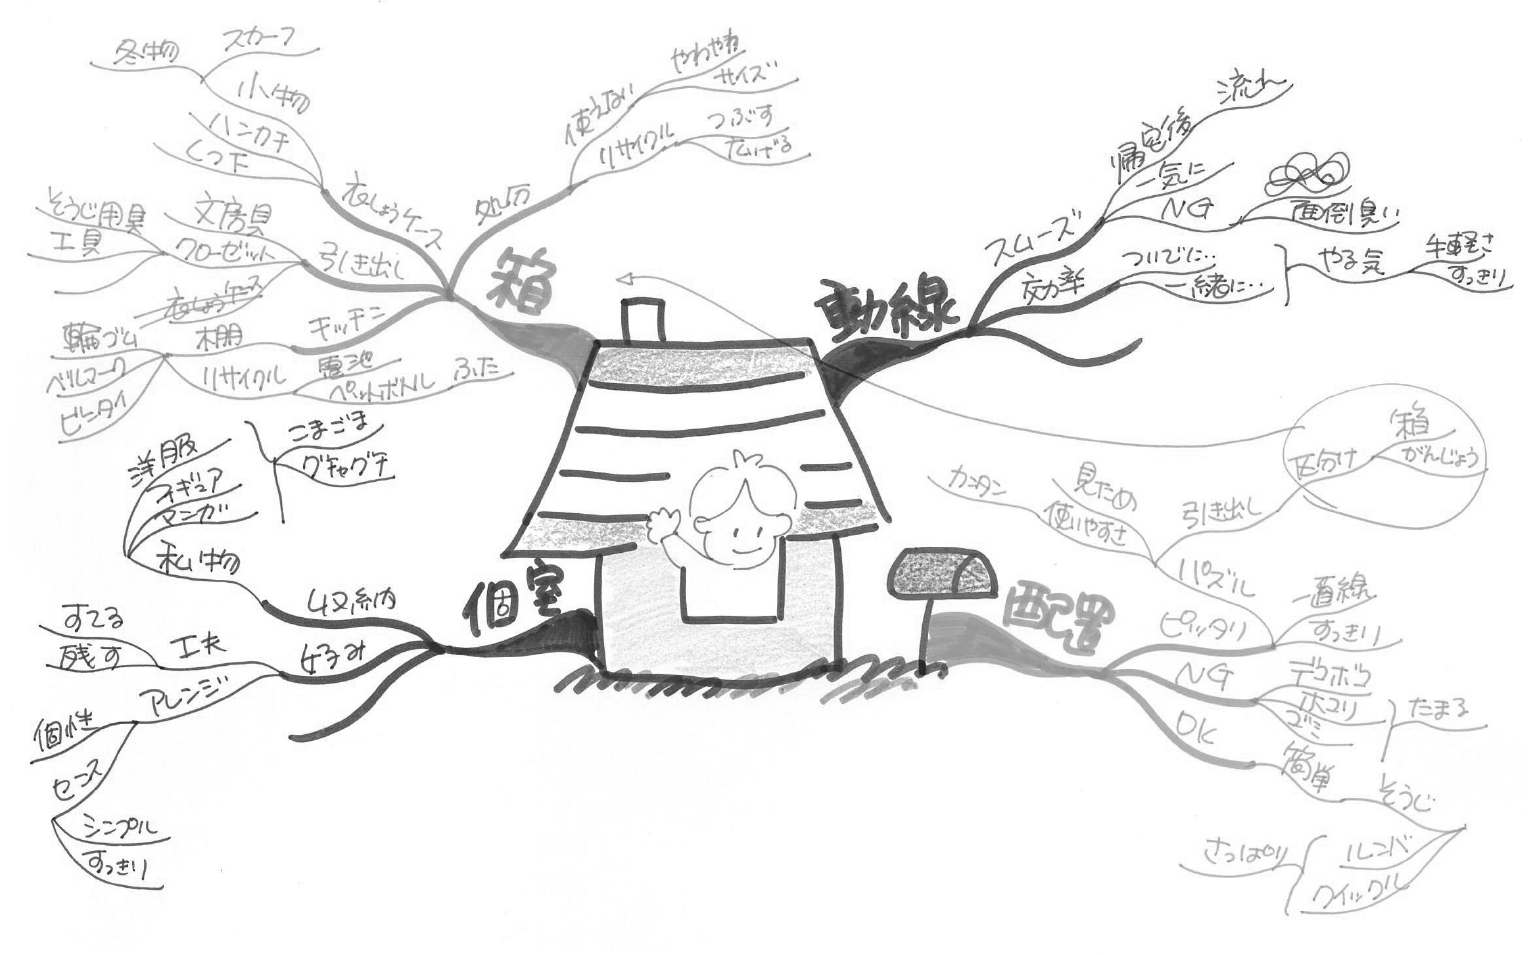 箱
処分
使えない
やわやわ
サイズ
リサイクル
つぶす
広げる
衣しょうケース
小物
冬物
スカーフ
ハンカチ
くつ下
引き出し
文房具
クローゼット
そうじ用具
工具
衣しょうケース
キッチン
棚
輪ゴム
ベルマーク
ビニタイ
リサイクル
電池
ペットボトル
ふた
動線
スムーズ
帰宅後
流れ
一気に
NG
面倒臭い
効率
ついでに…
一緒に…
やる気
手軽さ
すっきり
個室
収納
私物
洋服
フィギュア
マンガ
こまごま
グチャグチャ
好み
工夫
すてる
残す
アレンジ
個性
センス
シンプル
すっきり
配置
パズル
引き出し
区分け
箱
がんじょう
見ため
使いやすさ
カンタン
ピッタリ
一直線
すっきり
NG
デコボコ
ホコリ
ゴミ
たまる
OK
簡単
そうじ
ルンバ
クイックル
さっぱり